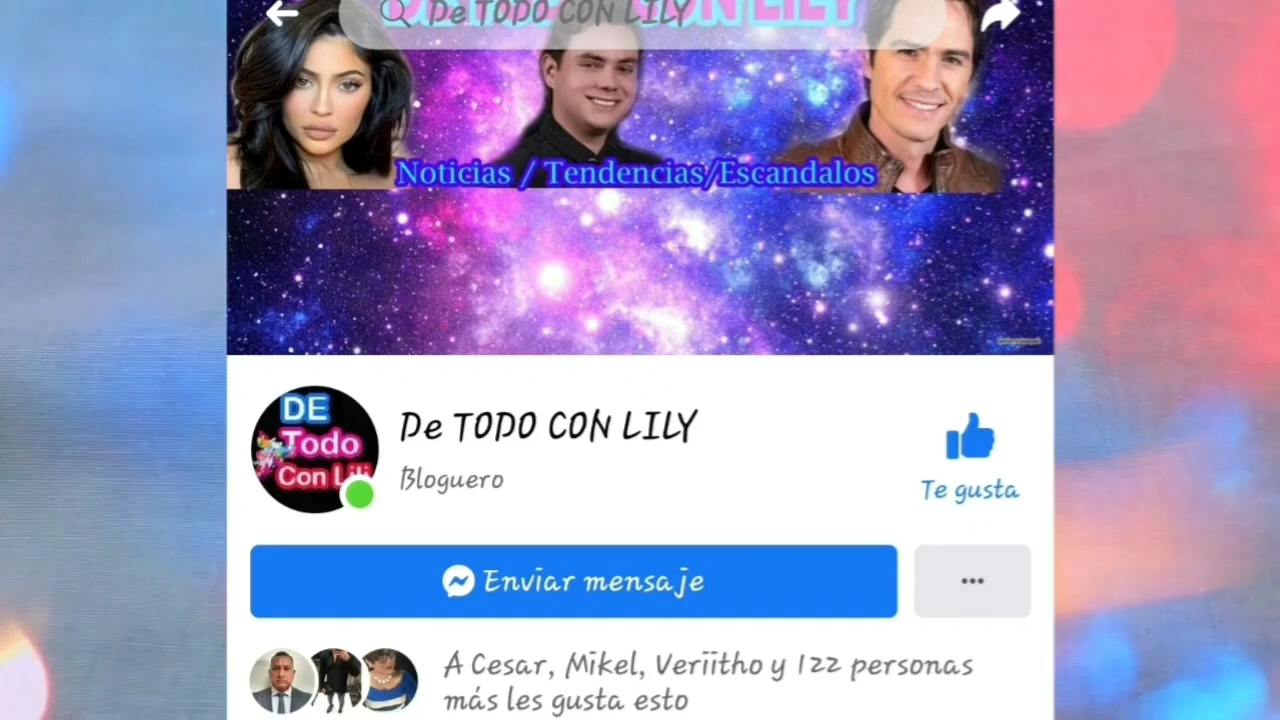 De TODO CON LILY
Noticias / Tendencias/Escandalos
DE
Todo
Con Lili
De TODO CON LILY
Bloguero
Te gusta
Enviar mensaje
A Cesar, Mikel, Veriitho y 122 personas
más les gusta esto